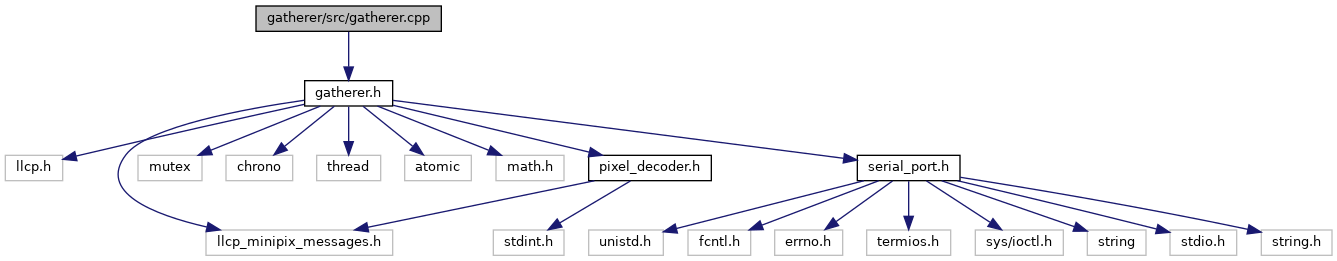 gatherer/src/gatherer.cpp
gatherer.h
llcp.h
mutex
chrono
thread
atomic
math.h
pixel_decoder.h
serial_port.h
llcp_minipix_messages.h
stdint.h
unistd.h
fcntl.h
errno.h
termios.h
sys/ioctl.h
string
stdio.h
string.h